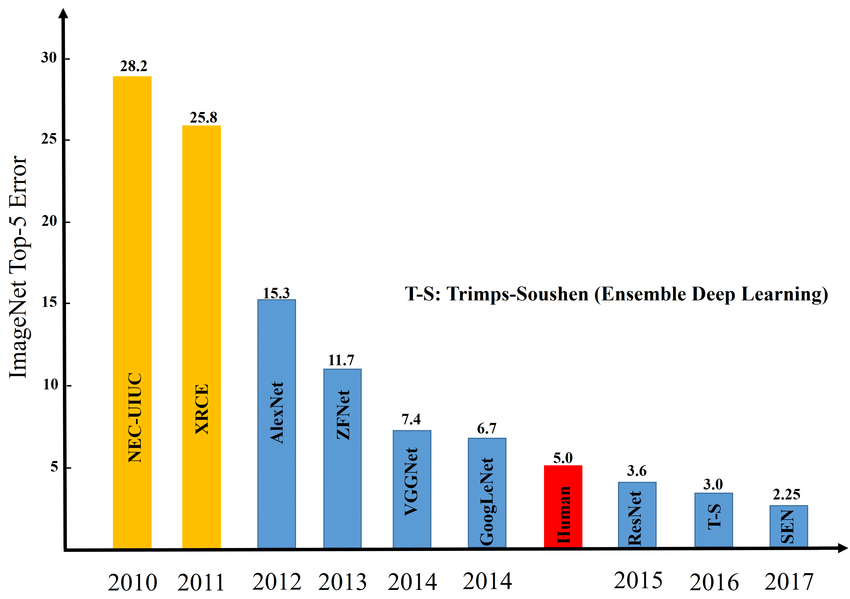 ImageNet Top-5 Error
30
25
20
15
10
5
28.2
25.8
15.3
11.7
7.4
6.7
5.0
3.6
3.0
2.25
T-S: Trimps-Soushen (Ensemble Deep Learning)
NEC-UIUC
XRCE
AlexNet
ZFNet
VGGNet
GoogLeNet
Human
ResNet
T-S
SEN
2010
2011
2012
2013
2014
2014
2015
2016
2017